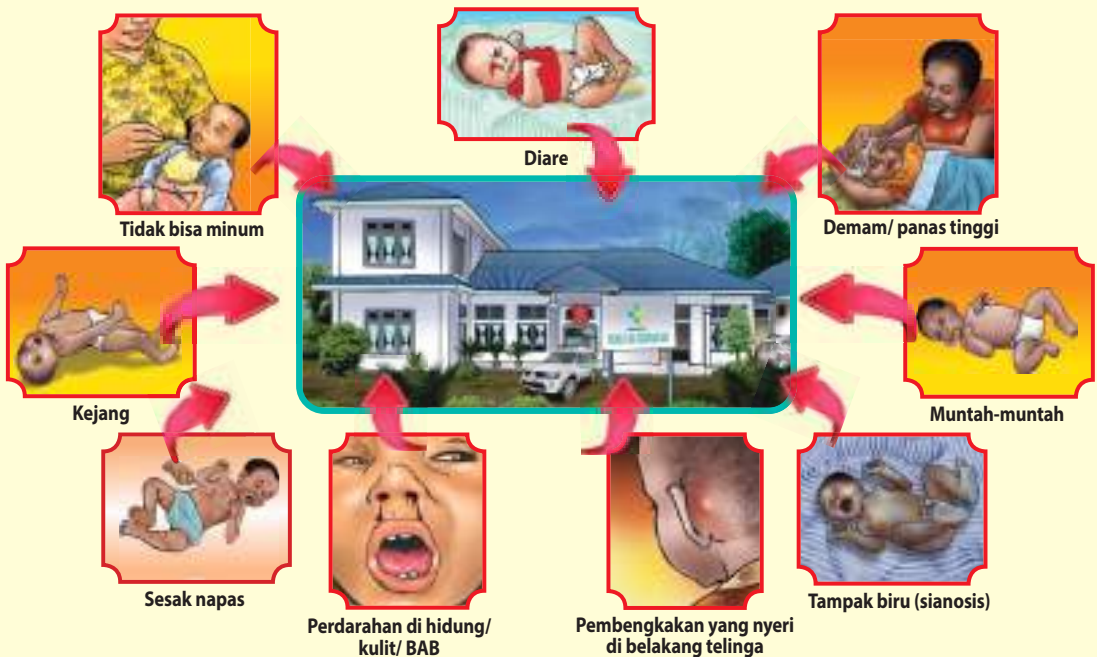 Diare
Tidak bisa minum
Demam/ panas tinggi
Kejang
Muntah-muntah
Sesak napas
Perdarahan di hidung/
kulit/ BAB
Pembengkakan yang nyeri
di belakang telinga
Tampak biru (sianosis)